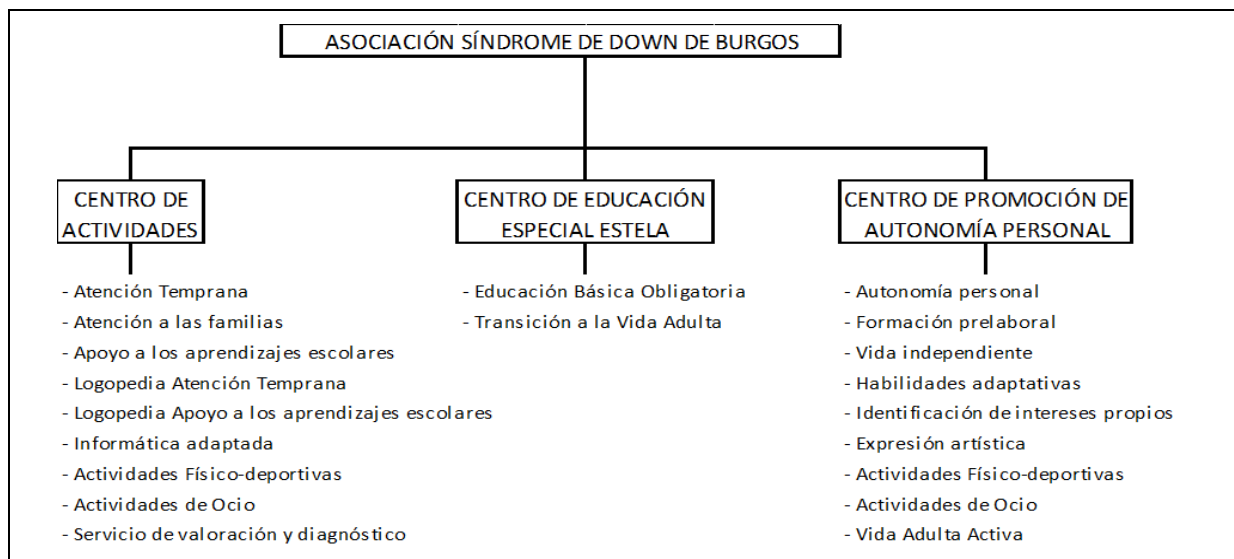 ASOCIACIÓN SÍNDROME DE DOWN DE BURGOS
CENTRO DE
ACTIVIDADES
- Atención Temprana
- Atención a las familias
- Apoyo a los aprendizajes escolares
- Logopedia Atención Temprana
- Logopedia Apoyo a los aprendizajes escolares
- Informática adaptada
- Actividades Físico-deportivas
- Actividades de Ocio
- Servicio de valoración y diagnóstico
CENTRO DE EDUCACIÓN
ESPECIAL ESTELA
- Educación Básica Obligatoria
- Transición a la Vida Adulta
CENTRO DE PROMOCIÓN DE
AUTONOMÍA PERSONAL
- Autonomía personal
- Formación prelaboral
- Vida independiente
- Habilidades adaptativas
- Identificación de intereses propios
- Expresión artística
- Actividades Físico-deportivas
- Actividades de Ocio
- Vida Adulta Activa